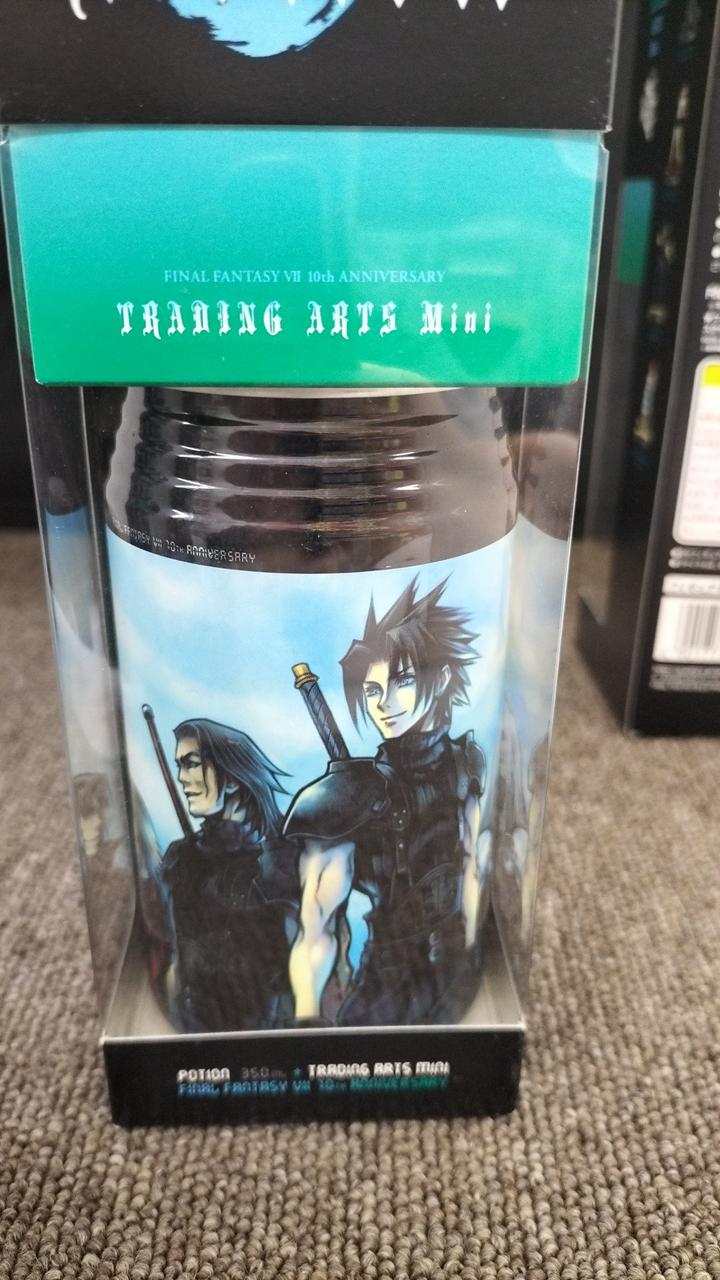 FINAL FANTASY VII 10th ANNIVERSARY
TRADING ARTS Mini
FANTASY VII 10TH ANNIVERSARY
POTION 350mL + TRADING ARTS MINI
FINAL FANTASY VII 10TH ANNIVERSARY